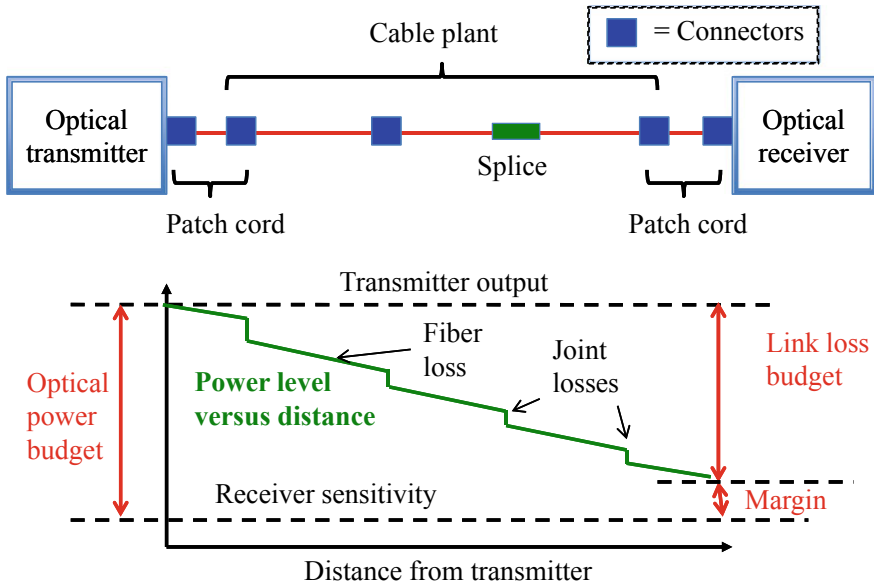 Cable plant
= Connectors
Optical
transmitter
Optical
receiver
Splice
Patch cord
Patch cord
Transmitter output
Fiber
loss
Joint
losses
Link loss
budget
Optical
power
budget
Power level
versus distance
Receiver sensitivity
Margin
Distance from transmitter